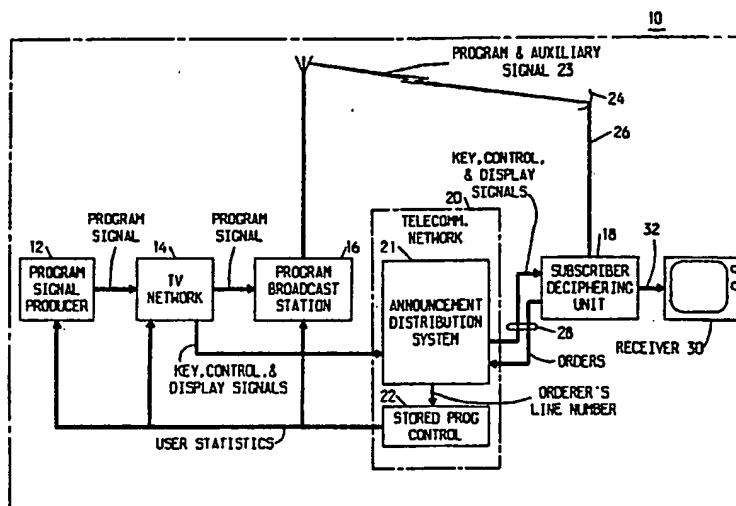 10
PROGRAM & AUXILIARY
SIGNAL 23
24
26
KEY, CONTROL,
& DISPLAY
SIGNALS
20
TELECOMM.
NETWORK
PROGRAM
SIGNAL
PROGRAM
SIGNAL
12
PROGRAM
SIGNAL
PRODUCER
14
TV
NETWORK
16
PROGRAM
BROADCAST
STATION
21
ANNOUNCEMENT
DISTRIBUTION
SYSTEM
18
SUBSCRIBER
DECIPHERING
UNIT
32
RECEIVER 30
28
ORDERS
KEY, CONTROL, &
DISPLAY SIGNALS
ORDERER'S
LINE NUMBER
22
STORED PROG
CONTROL
USER STATISTICS